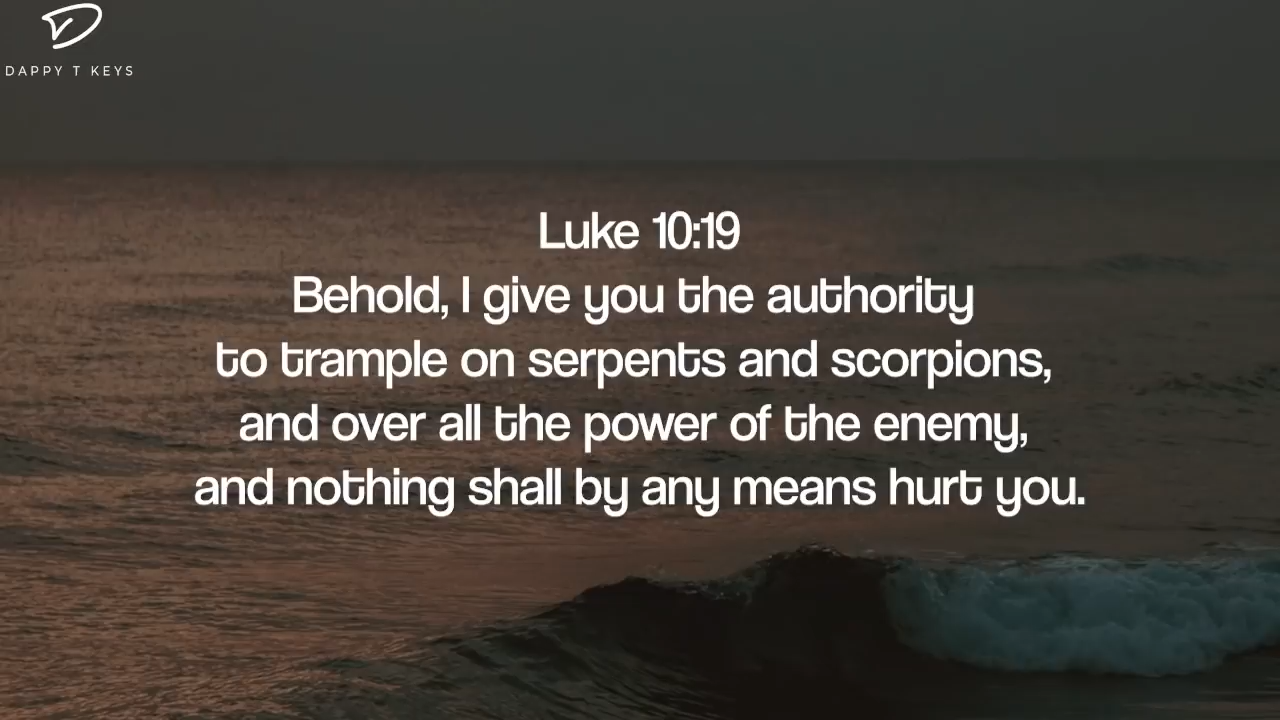 DAPPY T KEYS
Luke 10:19
Behold, I give you the authority
to trample on serpents and scorpions,
and over all the power of the enemy,
and nothing shall by any means hurt you.